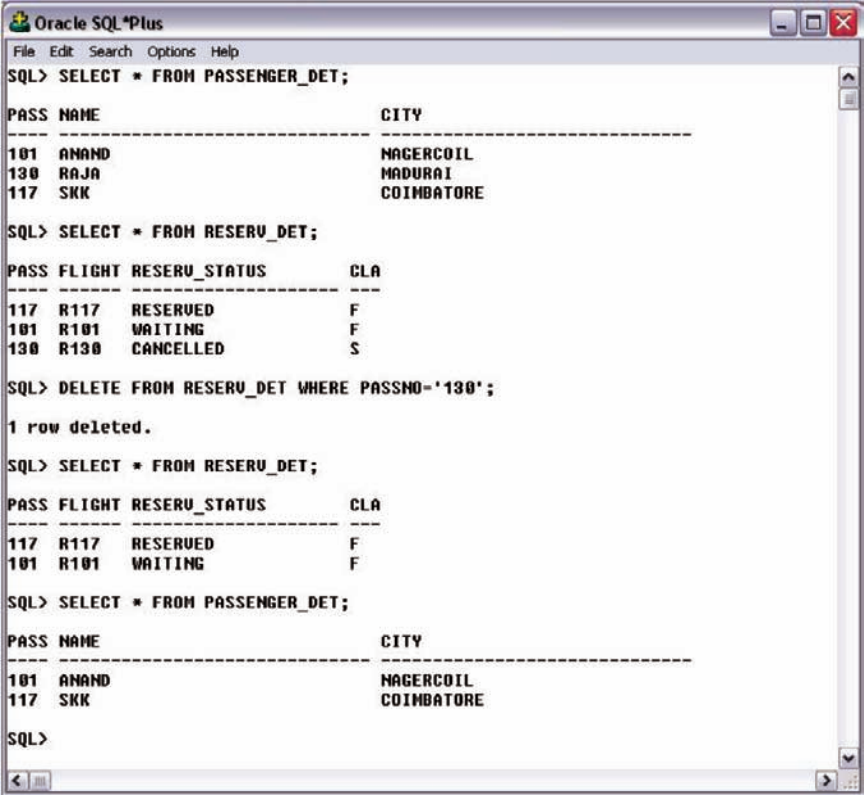 Oracle SQL*Plus
File Edit Search Options Help
SQL> SELECT * FROM PASSENGER_DET;
PASS NAME CITY
---- ------------------------------ ------------------------------
101 ANAND NAGERCOIL
130 RAJA MADURAI
117 SKK COIMBATORE
SQL> SELECT * FROM RESERV_DET;
PASS FLIGHT RESERV_STATUS CLA
---- ------ -------------------- ---
117 R117 RESERVED F
101 R101 WAITING F
130 R130 CANCELLED S
SQL> DELETE FROM RESERV_DET WHERE PASSNO='130';
1 row deleted.
SQL> SELECT * FROM RESERV_DET;
PASS FLIGHT RESERV_STATUS CLA
---- ------ -------------------- ---
117 R117 RESERVED F
101 R101 WAITING F
SQL> SELECT * FROM PASSENGER_DET;
PASS NAME CITY
---- ------------------------------ ------------------------------
101 ANAND NAGERCOIL
117 SKK COIMBATORE
SQL>